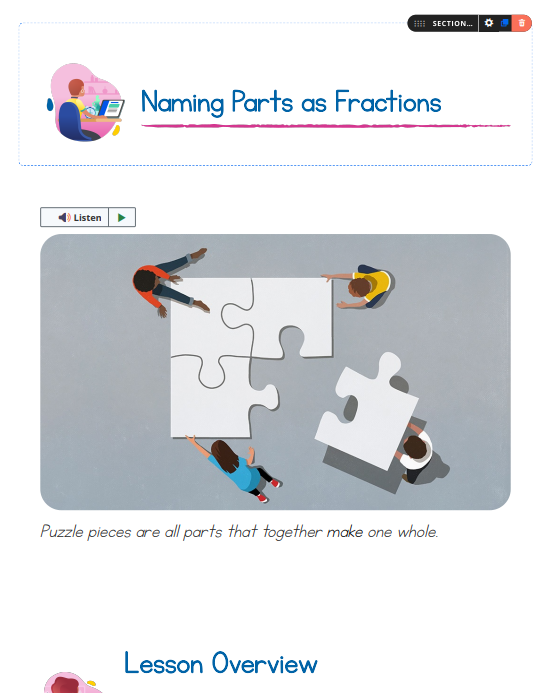 SECTION...
Naming Parts as Fractions
Listen
Puzzle pieces are all parts that together make one whole.
Lesson Overview